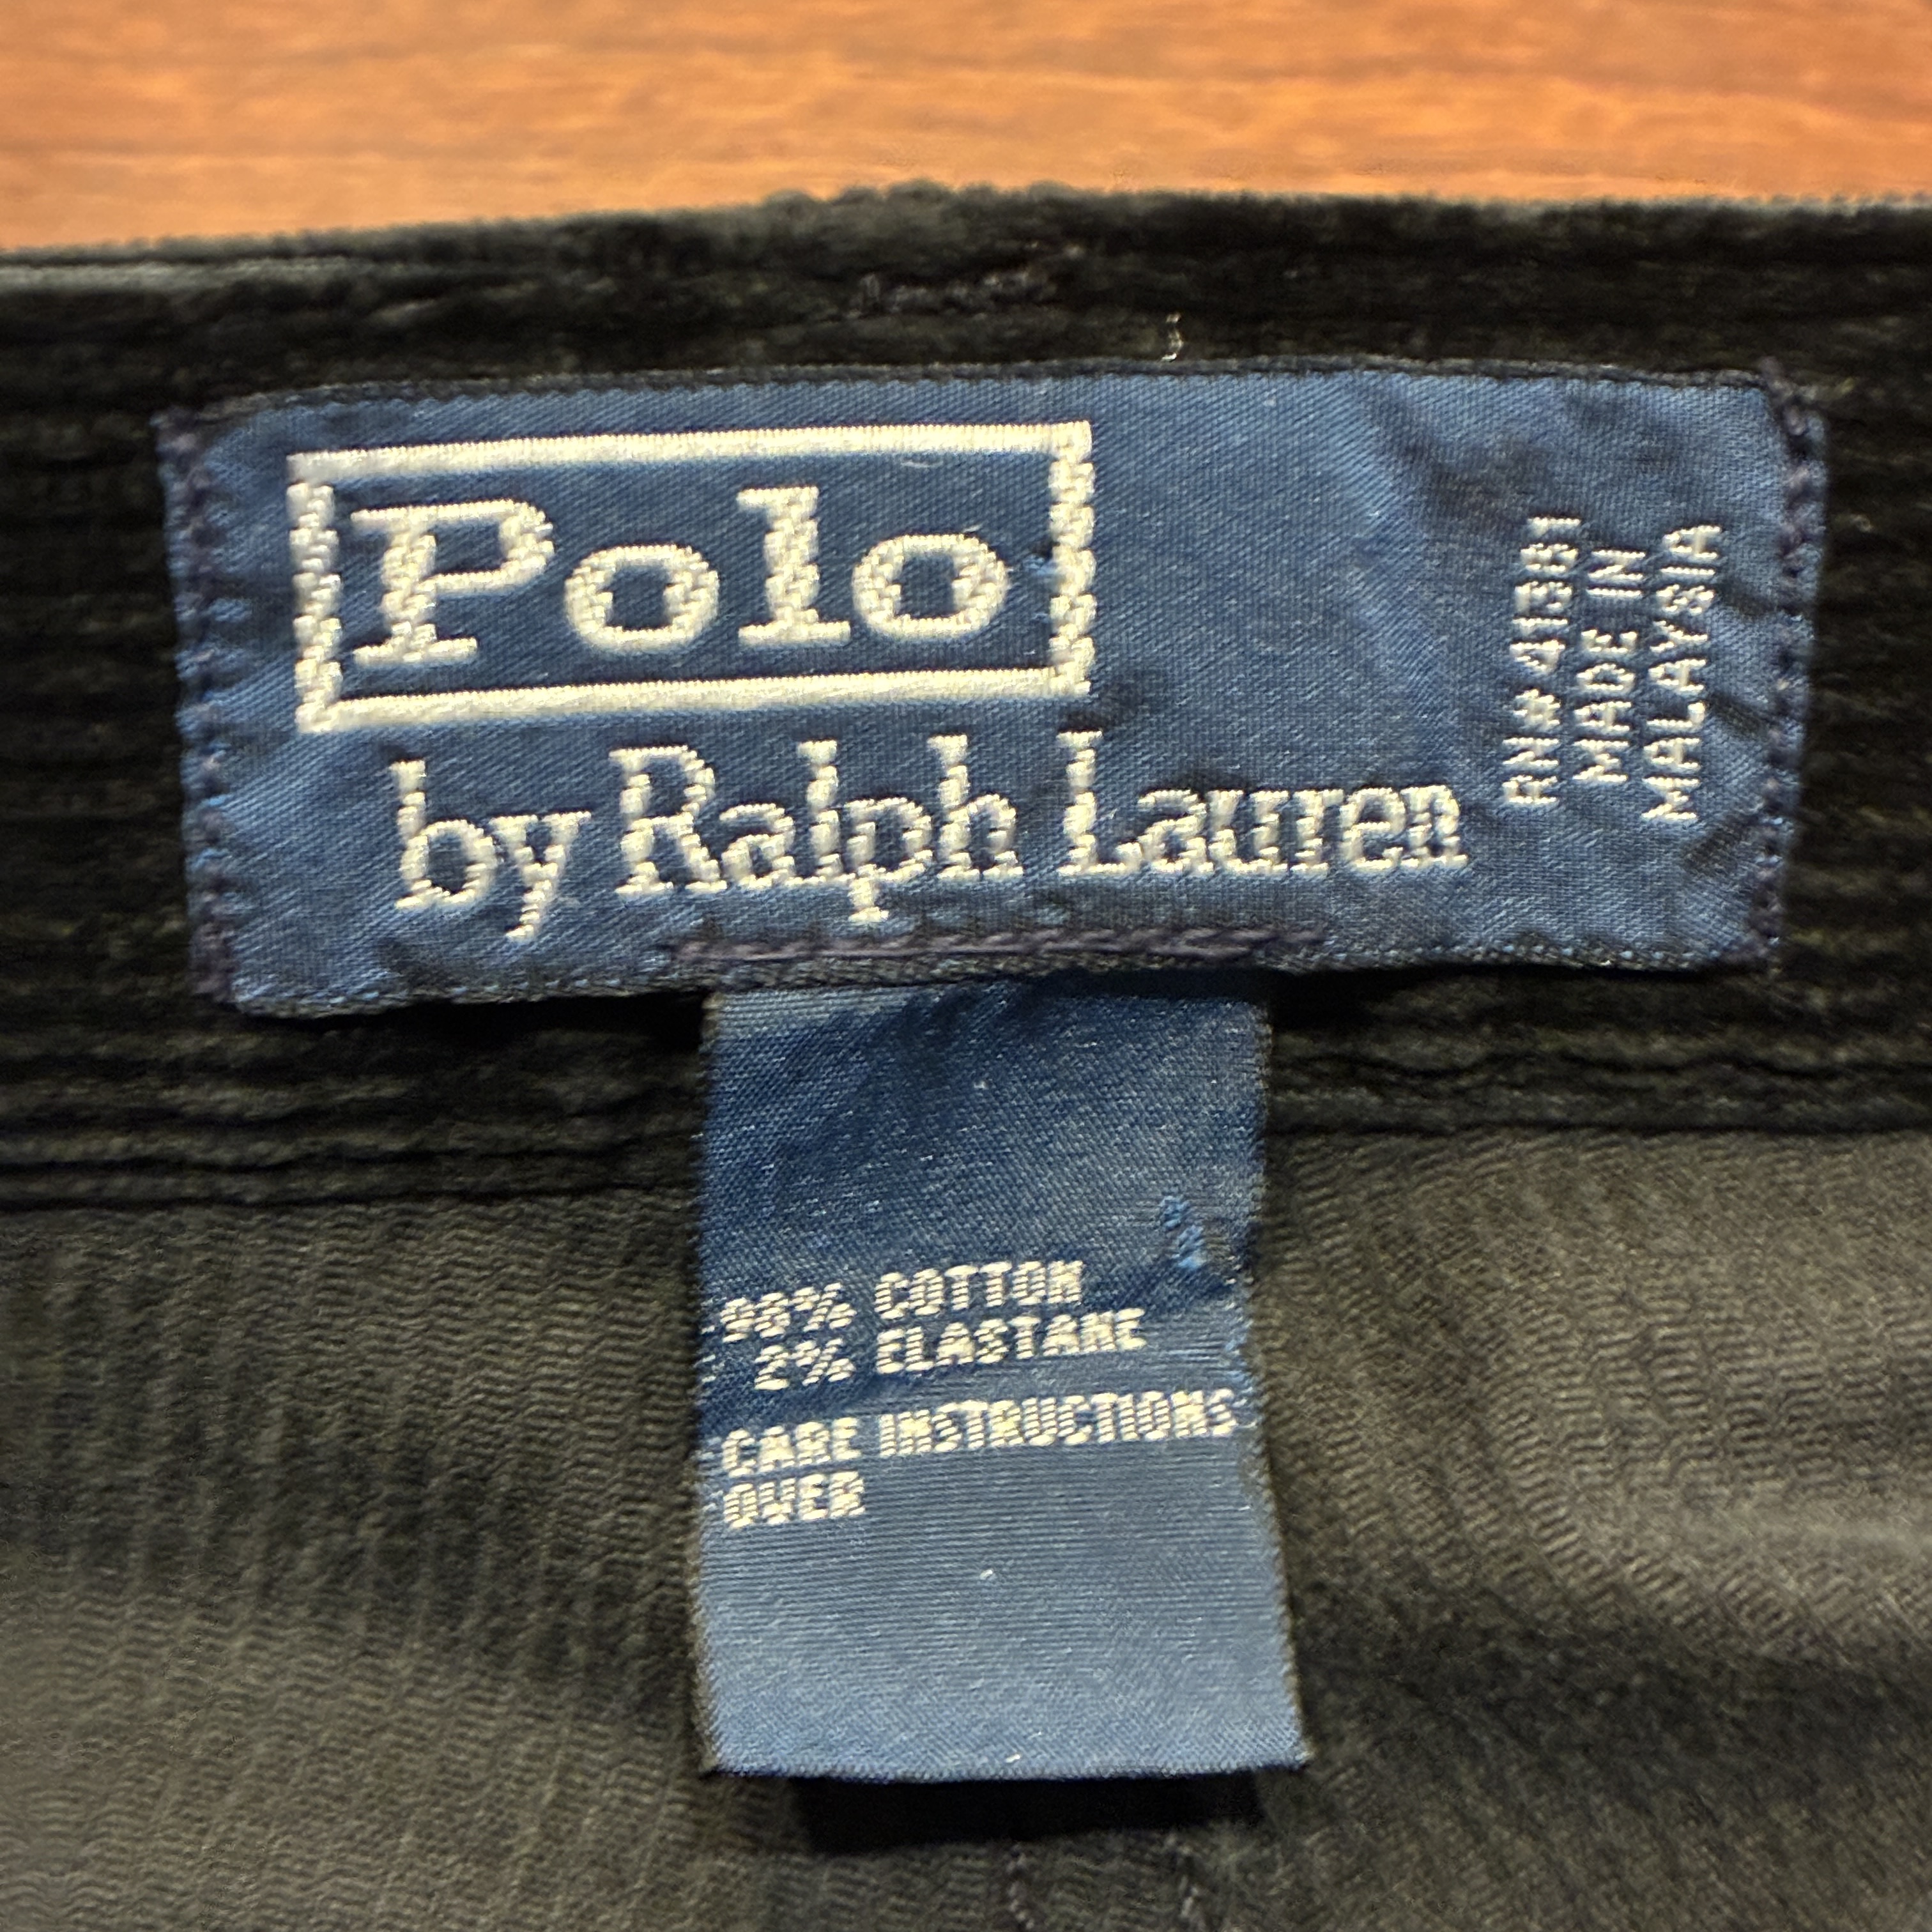 Polo
by Ralph Lauren
RN# 41381
MADE IN
MALAYSIA
98% COTTON
2% ELASTANE
CARE INSTRUCTIONS
OVER